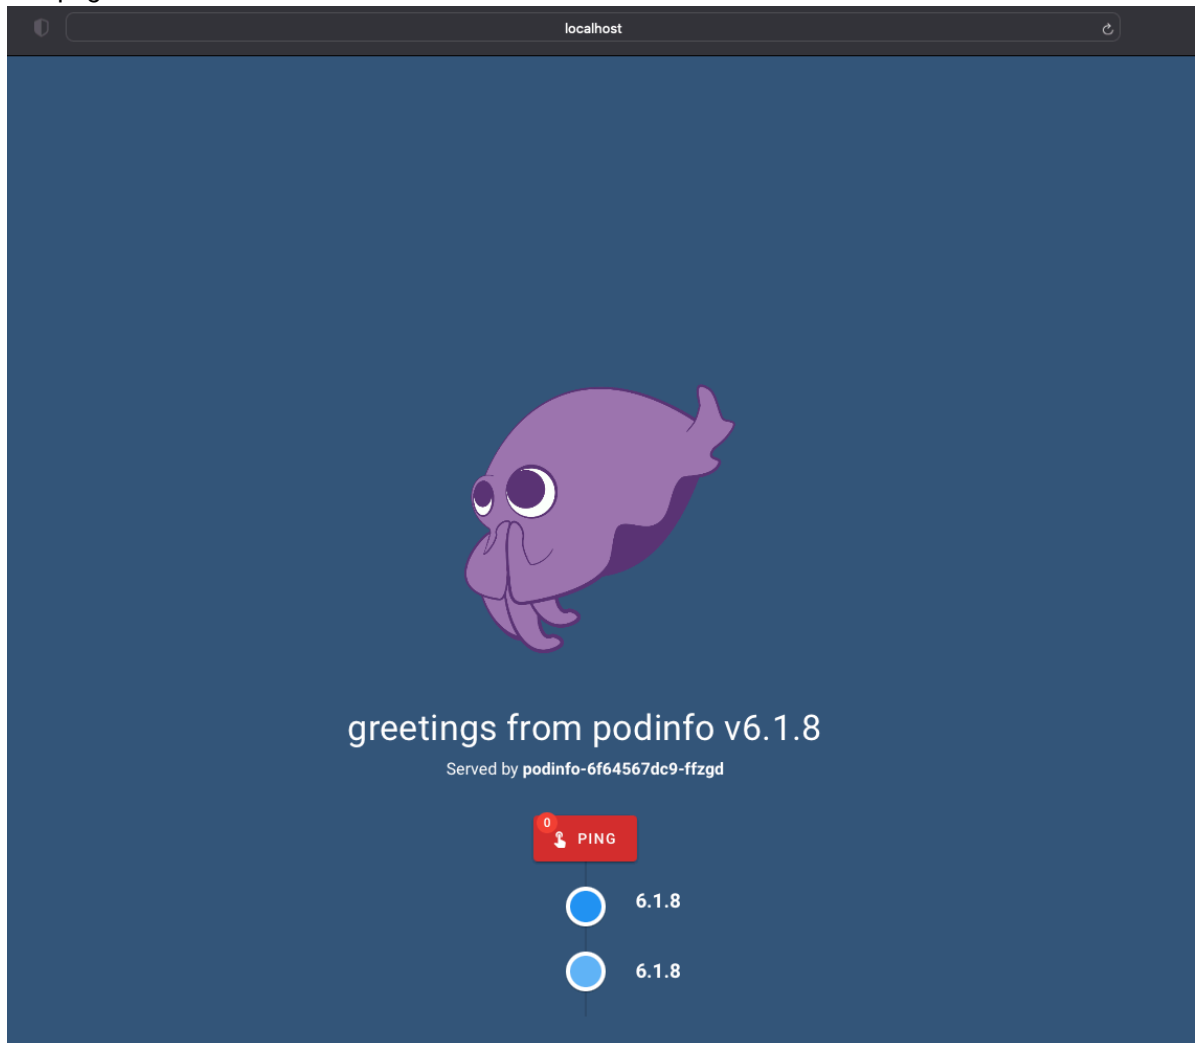 localhost
greetings from podinfo v6.1.8
Served by podinfo-6f64567dc9-ffzgd
0
PING
6.1.8
6.1.8